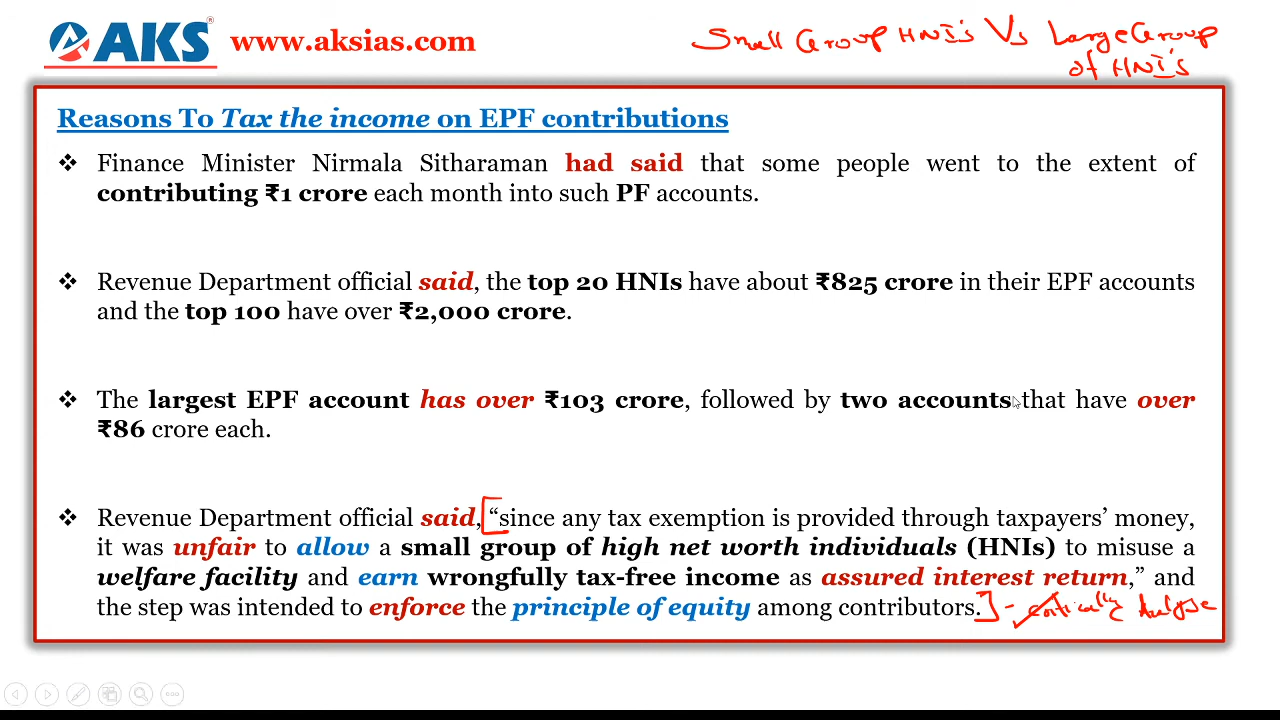 AKS
www.aksias.com
Small Group HNI's Vs Large Group
of HNI's
Reasons To Tax the income on EPF contributions
❖ Finance Minister Nirmala Sitharaman had said that some people went to the extent of
contributing ₹1 crore each month into such PF accounts.
❖ Revenue Department official said, the top 20 HNIs have about ₹825 crore in their EPF accounts
and the top 100 have over ₹2,000 crore.
❖ The largest EPF account has over ₹103 crore, followed by two accounts that have over
₹86 crore each.
❖ Revenue Department official said, [“since any tax exemption is provided through taxpayers’ money,
it was unfair to allow a small group of high net worth individuals (HNIs) to misuse a
welfare facility and earn wrongfully tax-free income as assured interest return,” and
the step was intended to enforce the principle of equity among contributors.] - critically Analyse